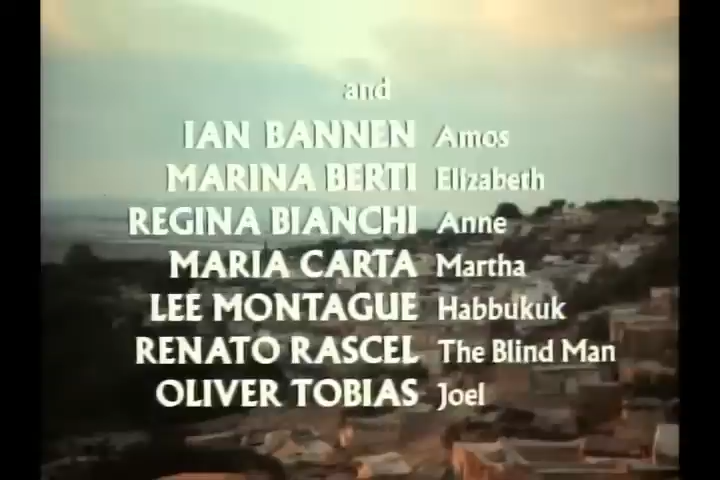 and
IAN BANNEN Amos
MARINA BERTI Elizabeth
REGINA BIANCHI Anne
MARIA CARTA Martha
LEE MONTAGUE Habbukuk
RENATO RASCEL The Blind Man
OLIVER TOBIAS Joel